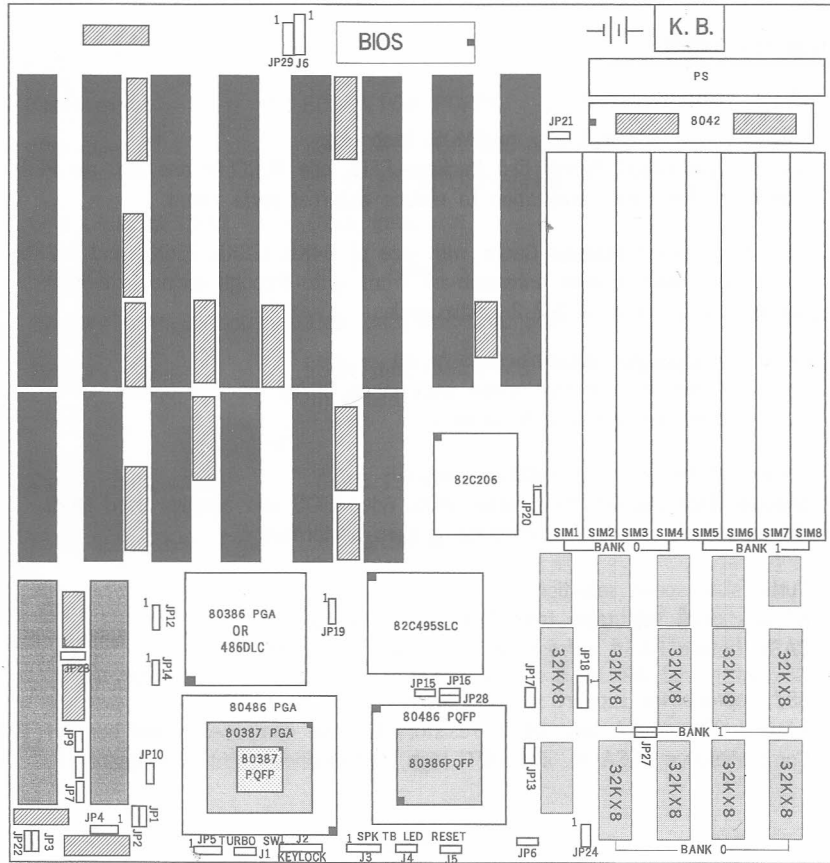 1
1
JP29 J6
BIOS
K. B.
PS
JP21
8042
82C206
1
JP20
SIM1 SIM2 SIM3 SIM4 SIM5 SIM6 SIM7 SIM8
BANK 0
BANK 1
80386 PGA
OR
486DLC
82C495SLC
1
JP12
1
JP19
1
JP14
JP15
JP16
JP28
JP17
JP18
1
32KX8
32KX8
32KX8
32KX8
32KX8
BANK 1
JP27
80486 PGA
80387 PGA
80387
PQFP
80486 PQFP
80386PQFP
JP9
JP7
JP10
JP13
32KX8
32KX8
32KX8
32KX8
BANK 0
JP22
JP3
JP4
1
JP1
JP2
1
JP5
TURBO SW
J1
1
J2
KEYLOCK
1
SPK
J3
TB LED
J4
RESET
J5
JP6
1
JP24